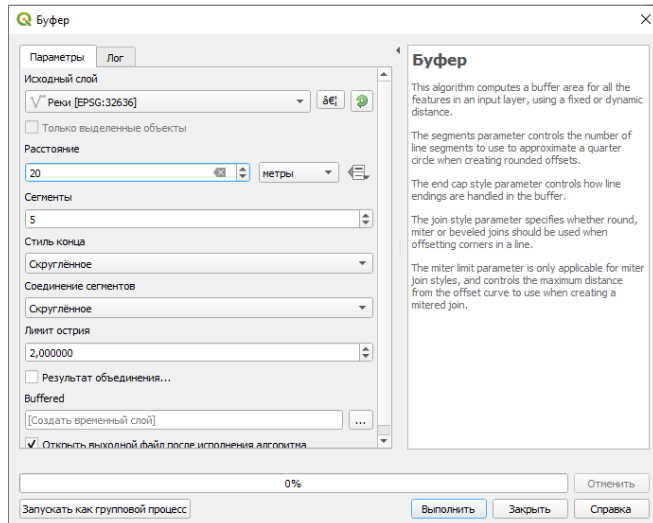 Буфер
Параметры
Лог
Исходный слой
Реки [EPSG:32636]
…
Только выделенные объекты
Расстояние
20
метры
Сегменты
5
Стиль конца
Скруглённое
Соединение сегментов
Скруглённое
Лимит острия
2,000000
Результат объединения...
Buffered
[Создать временный слой]
...
Открыть выходной файл после исполнения алгоритма
Буфер
This algorithm computes a buffer area for all the
features in an input layer, using a fixed or dynamic
distance.
The segments parameter controls the number of
line segments to use to approximate a quarter
circle when creating rounded offsets.
The end cap style parameter controls how line
endings are handled in the buffer.
The join style parameter specifies whether round,
miter or beveled joins should be used when
offsetting corners in a line.
The miter limit parameter is only applicable for miter
join styles, and controls the maximum distance
from the offset curve to use when creating a
mitered join.
0%
Отменить
Запускать как групповой процесс
Выполнить
Закрыть
Справка